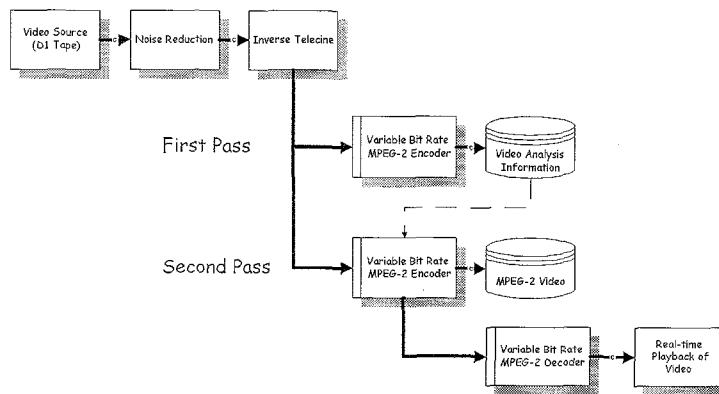 Video Source
(D1 Tape)
Noise Reduction
Inverse Telecine
c
c
First Pass
Variable Bit Rate
MPEG-2 Encoder
c
Video Analysis
Information
Second Pass
Variable Bit Rate
MPEG-2 Encoder
c
MPEG-2 Video
Variable Bit Rate
MPEG-2 Decoder
c
Real-time
Playback of
Video